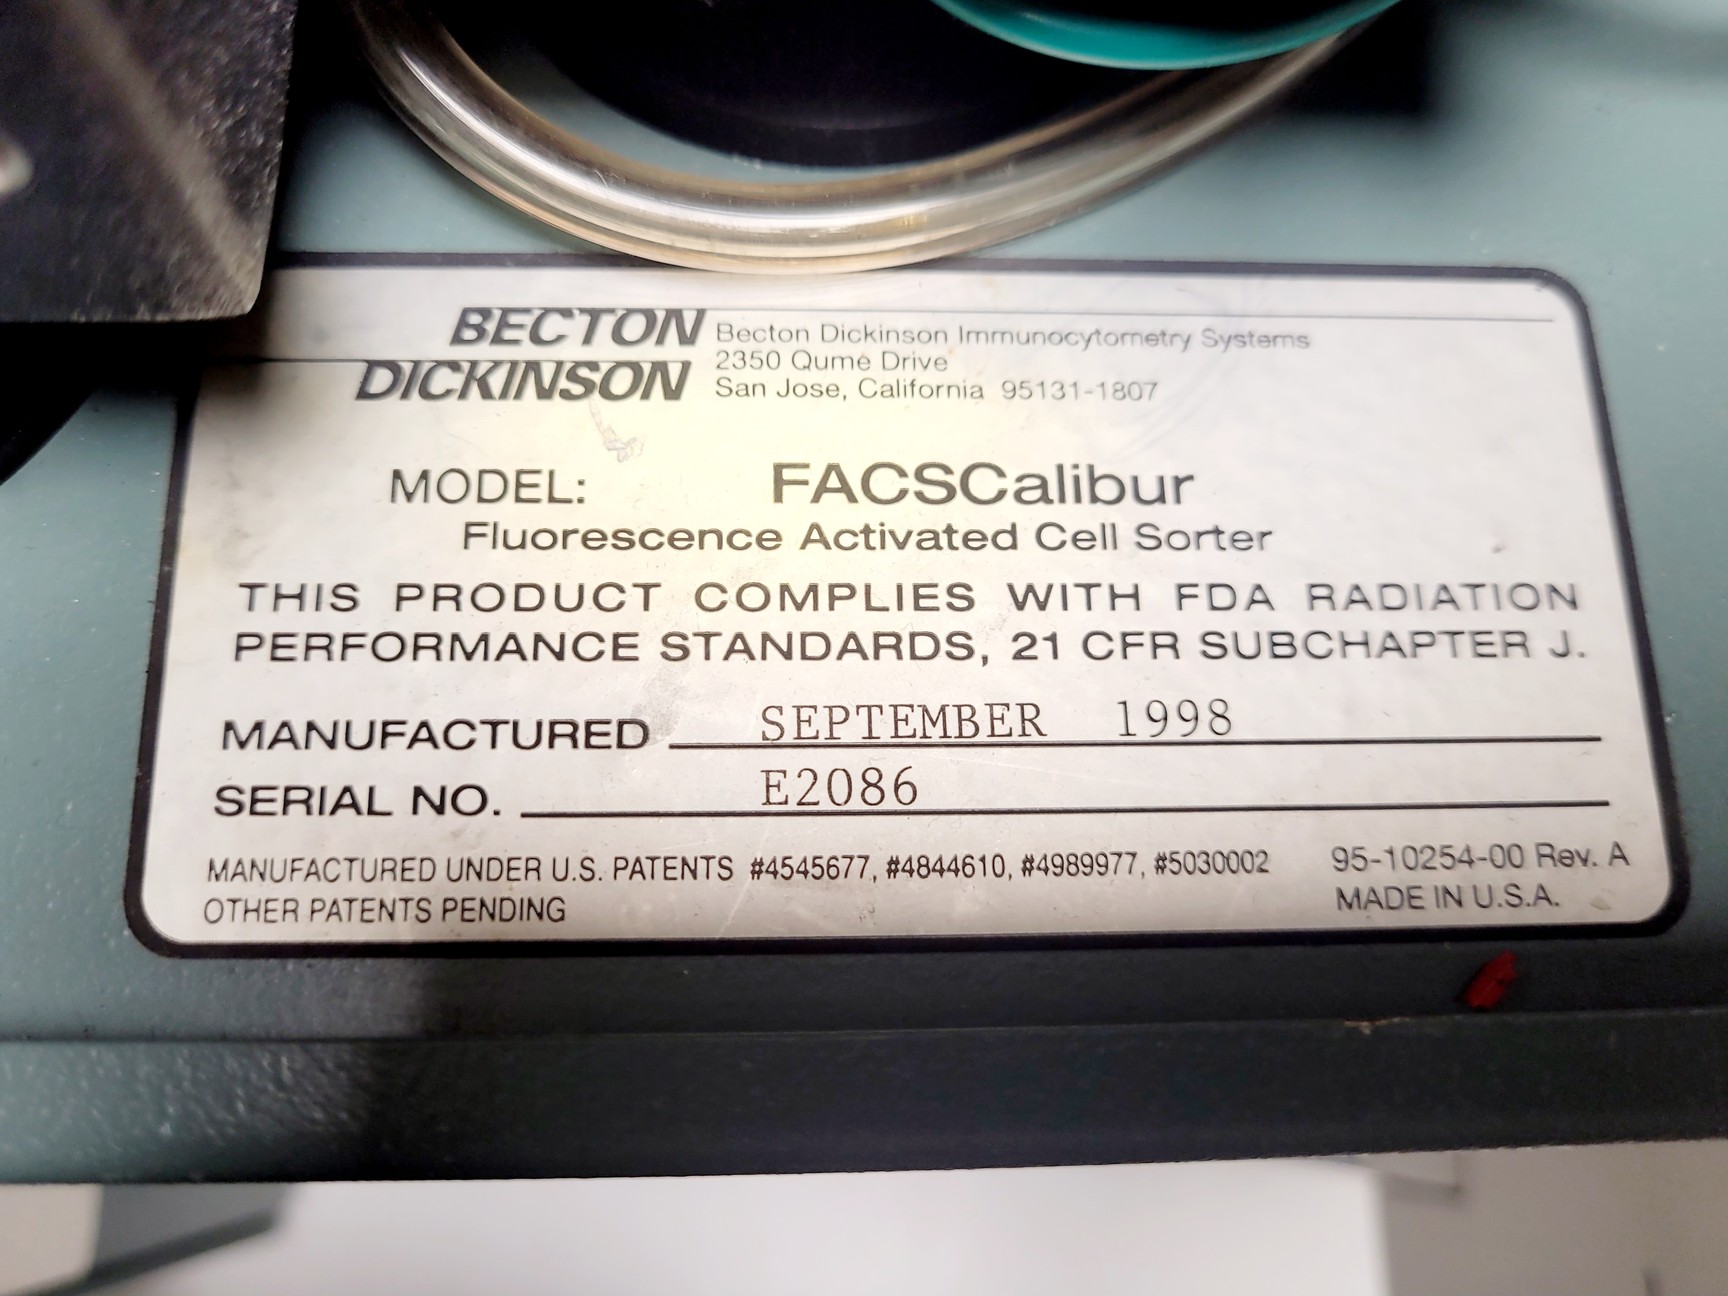 BECTON
DICKINSON
Becton Dickinson Immunocytometry Systems
2350 Qume Drive
San Jose, California 95131-1807
MODEL: FACSCalibur
Fluorescence Activated Cell Sorter
THIS PRODUCT COMPLIES WITH FDA RADIATION
PERFORMANCE STANDARDS, 21 CFR SUBCHAPTER J.
MANUFACTURED SEPTEMBER 1998
SERIAL NO. E2086
MANUFACTURED UNDER U.S. PATENTS #4545677, #4844610, #4989977, #5030002
OTHER PATENTS PENDING
95-10254-00 Rev. A
MADE IN U.S.A.